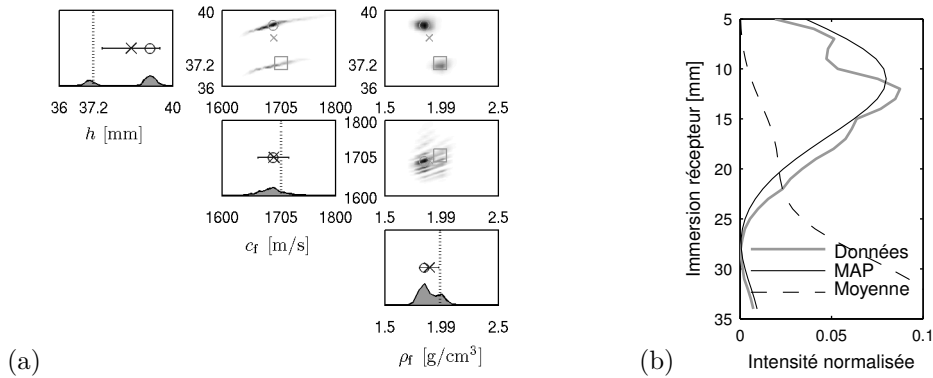 40
37.2
36
1600 1705 1800
40
37.2
36
1.5 1.99 2.5
36 37.2 40
h [mm]
1800
1705
1600
1.5 1.99 2.5
1600 1705 1800
c_f [m/s]
1.5 1.99 2.5
ρ_f [g/cm³]
(a)
5
10
15
20
25
30
35
Immersion récepteur [mm]
Données
MAP
Moyenne
0 0.05 0.1
Intensité normalisée
(b)